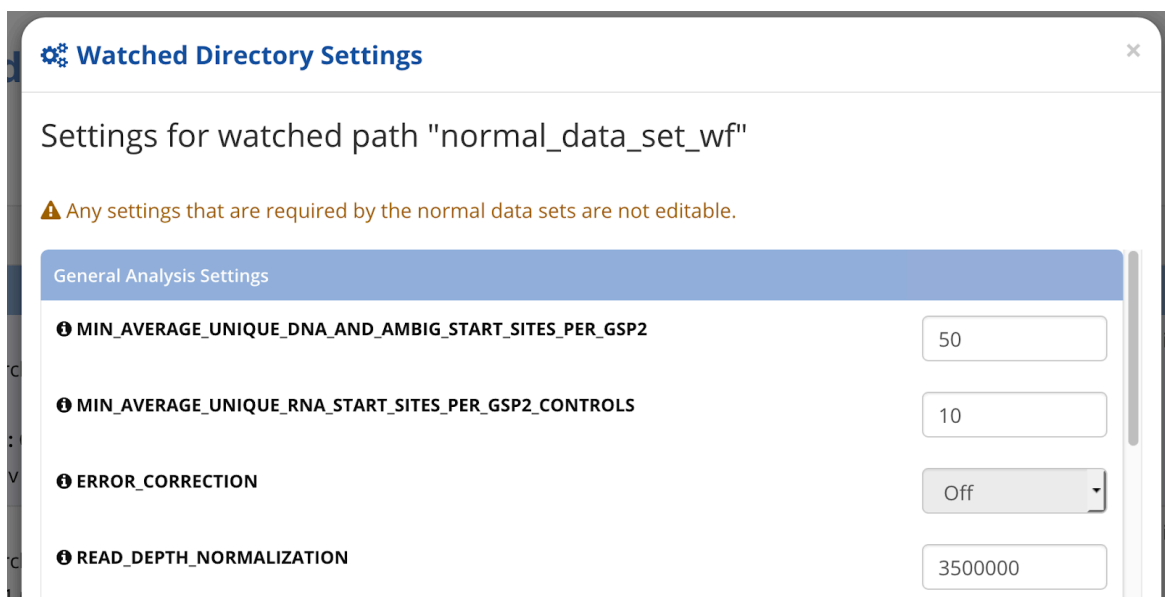 Watched Directory Settings
×
Settings for watched path "normal_data_set_wf"
Any settings that are required by the normal data sets are not editable.
General Analysis Settings
MIN_AVERAGE_UNIQUE_DNA_AND_AMBIG_START_SITES_PER_GSP2
50
MIN_AVERAGE_UNIQUE_RNA_START_SITES_PER_GSP2_CONTROLS
10
ERROR_CORRECTION
Off
READ_DEPTH_NORMALIZATION
3500000